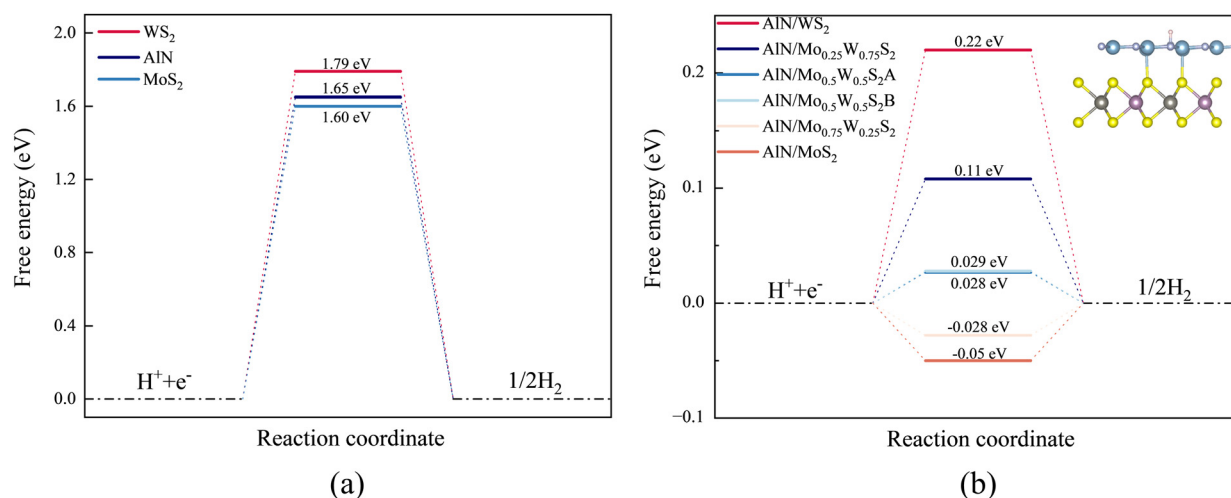 2.0
1.6
1.2
0.8
0.4
0.0
Free energy (eV)
WS₂
AlN
MoS₂
1.79 eV
1.65 eV
1.60 eV
H⁺+e⁻
1/2H₂
Reaction coordinate
(a)
0.2
0.1
0.0
−0.1
Free energy (eV)
AlN/WS₂
AlN/Mo₀.₂₅W₀.₇₅S₂
AlN/Mo₀.₅W₀.₅S₂A
AlN/Mo₀.₅W₀.₅S₂B
AlN/Mo₀.₇₅W₀.₂₅S₂
AlN/MoS₂
0.22 eV
0.11 eV
0.029 eV
0.028 eV
-0.028 eV
-0.05 eV
H⁺+e⁻
1/2H₂
Reaction coordinate
(b)